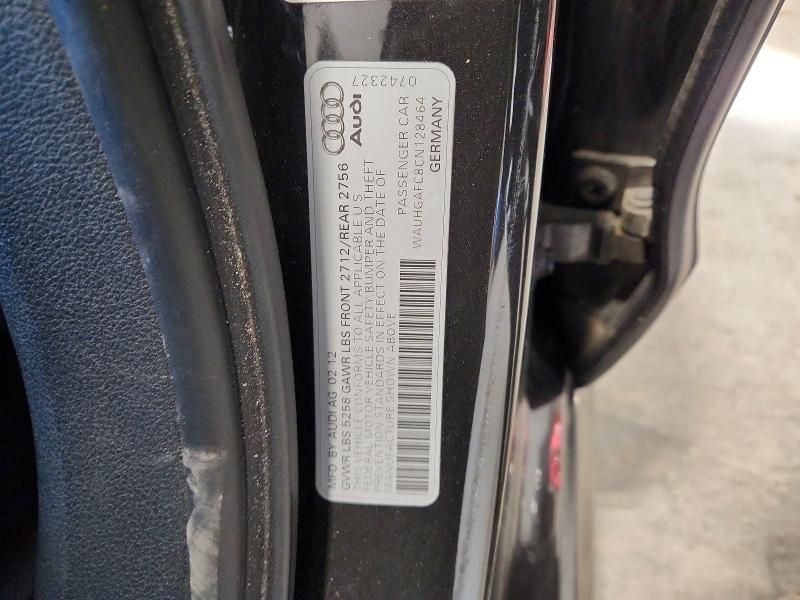 0742327
Audi
MFD. BY AUDI AG 02 12
GVWR LBS 5258 GAWR LBS FRONT 2712/REAR 2756
THIS VEHICLE CONFORMS TO ALL APPLICABLE U.S.
FEDERAL MOTOR VEHICLE SAFETY BUMPER AND THEFT
PREVENTION STANDARDS IN EFFECT ON THE DATE OF
MANUFACTURE SHOWN ABOVE
PASSENGER CAR
WAUHGAFC8CN128464
GERMANY